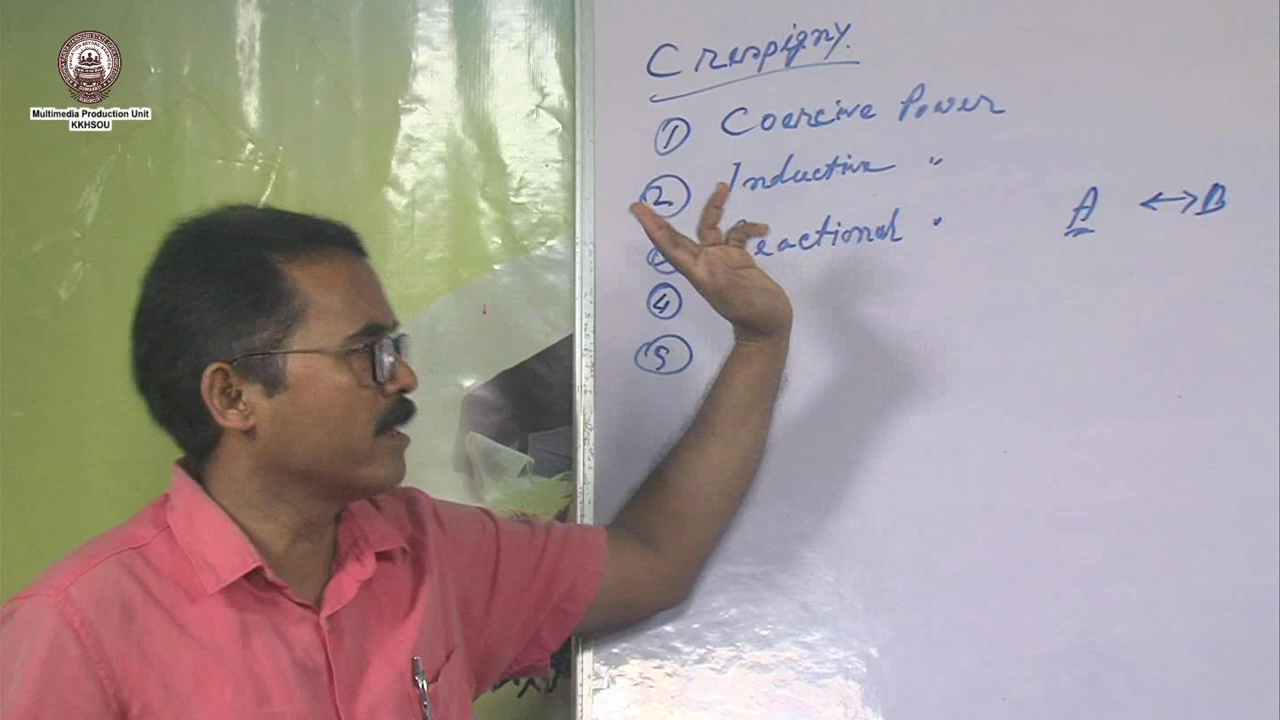 Multimedia Production Unit
KKHSOU
Crespigny.
① Coercive Power
② Inductive "
eactional "
④
⑤
A ↔ B